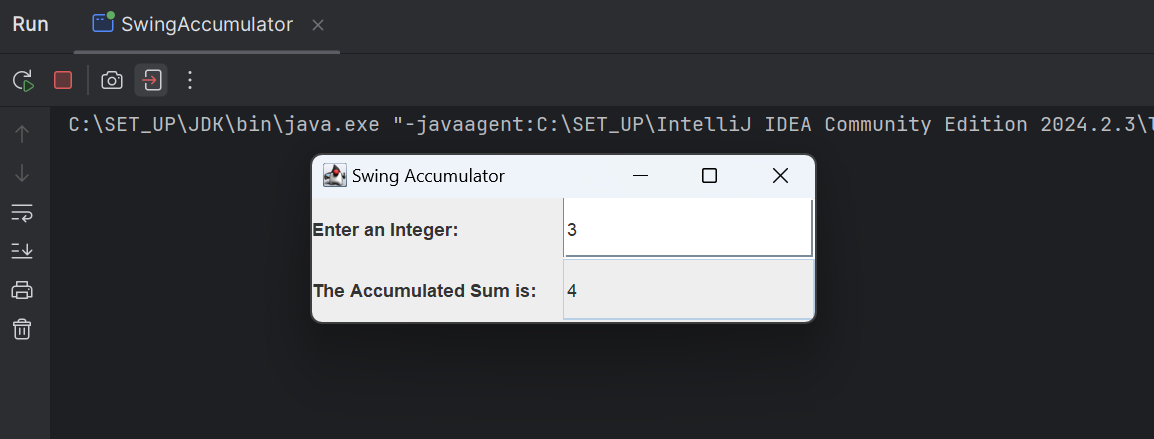 Run SwingAccumulator
C:\SET_UP\JDK\bin\java.exe "-javaagent:C:\SET_UP\IntelliJ IDEA Community Edition 2024.2.3\
Swing Accumulator
Enter an Integer: 3
The Accumulated Sum is: 4